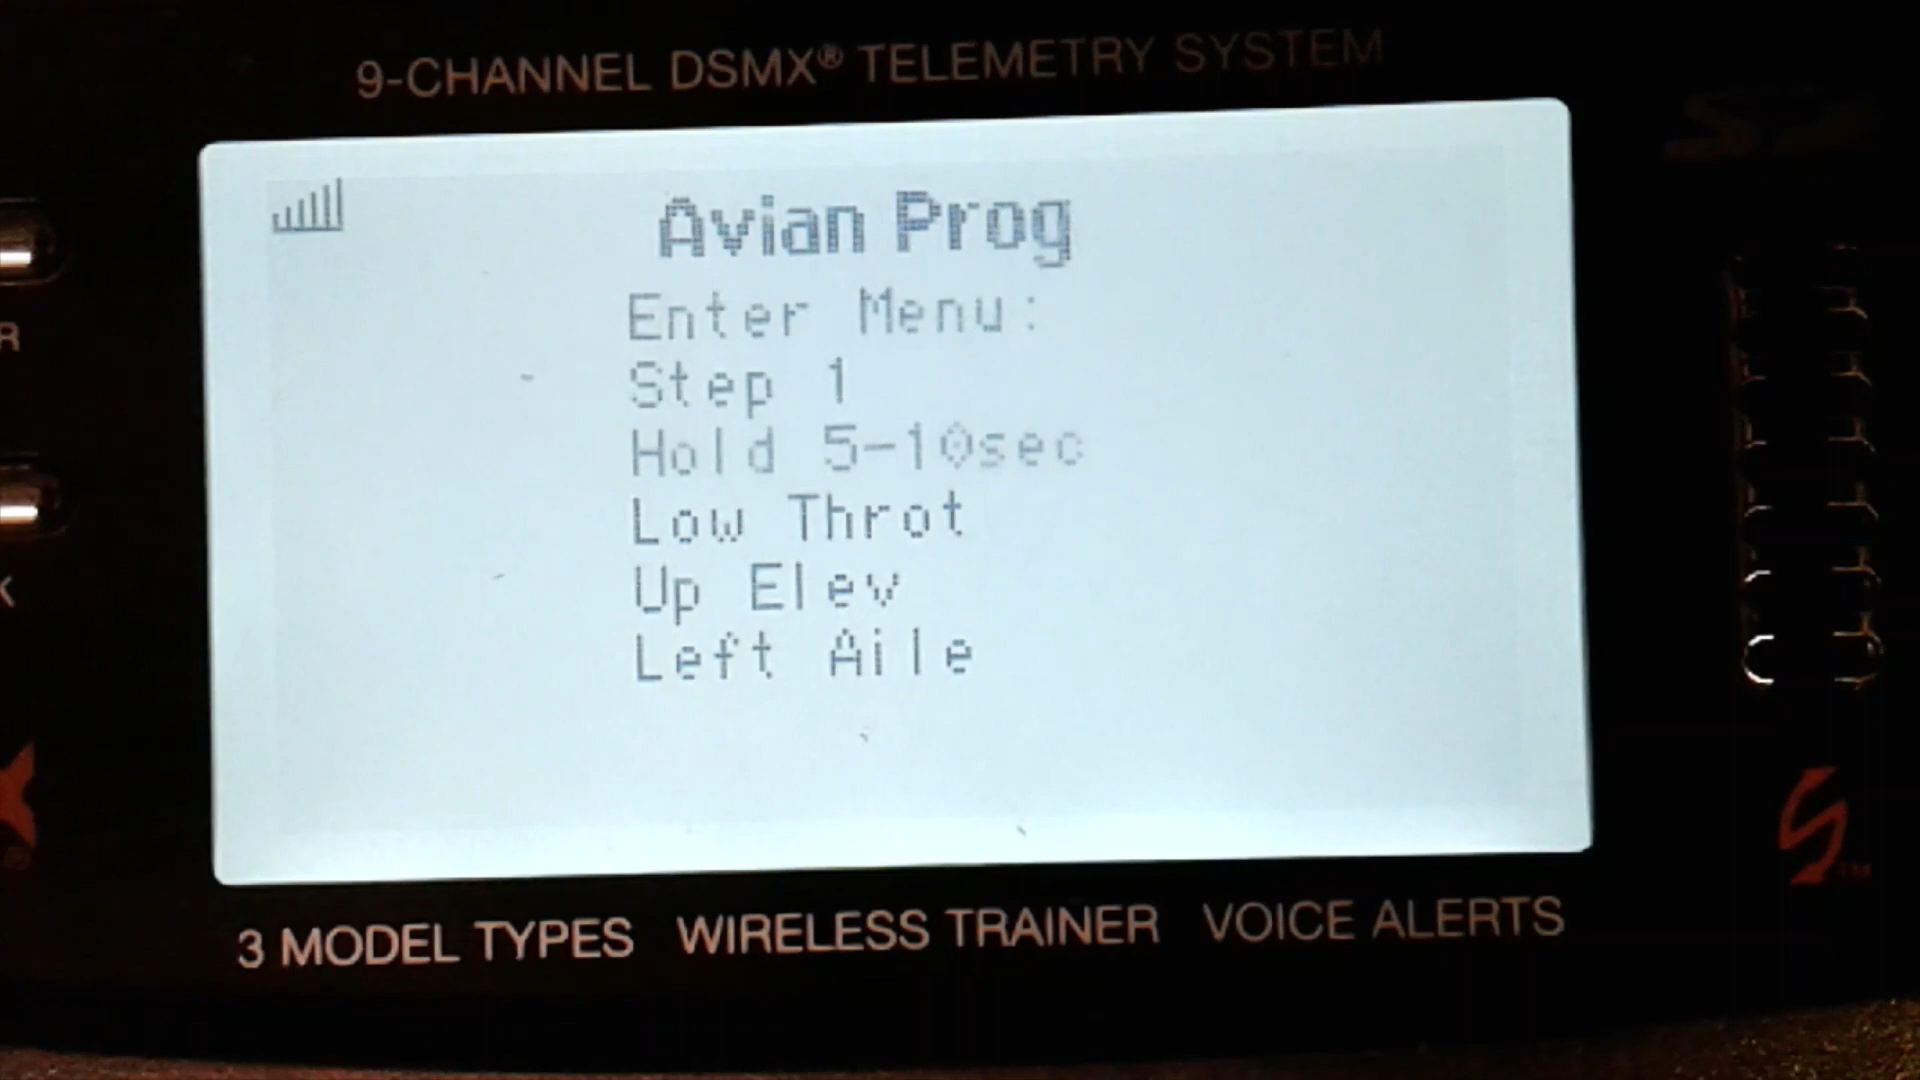 9-CHANNEL DSMX® TELEMETRY SYSTEM
Avian Prog
Enter Menu:
Step 1
Hold 5-10sec
Low Throt
Up Elev
Left Aile
3 MODEL TYPES WIRELESS TRAINER VOICE ALERTS
R
K
X®
S™